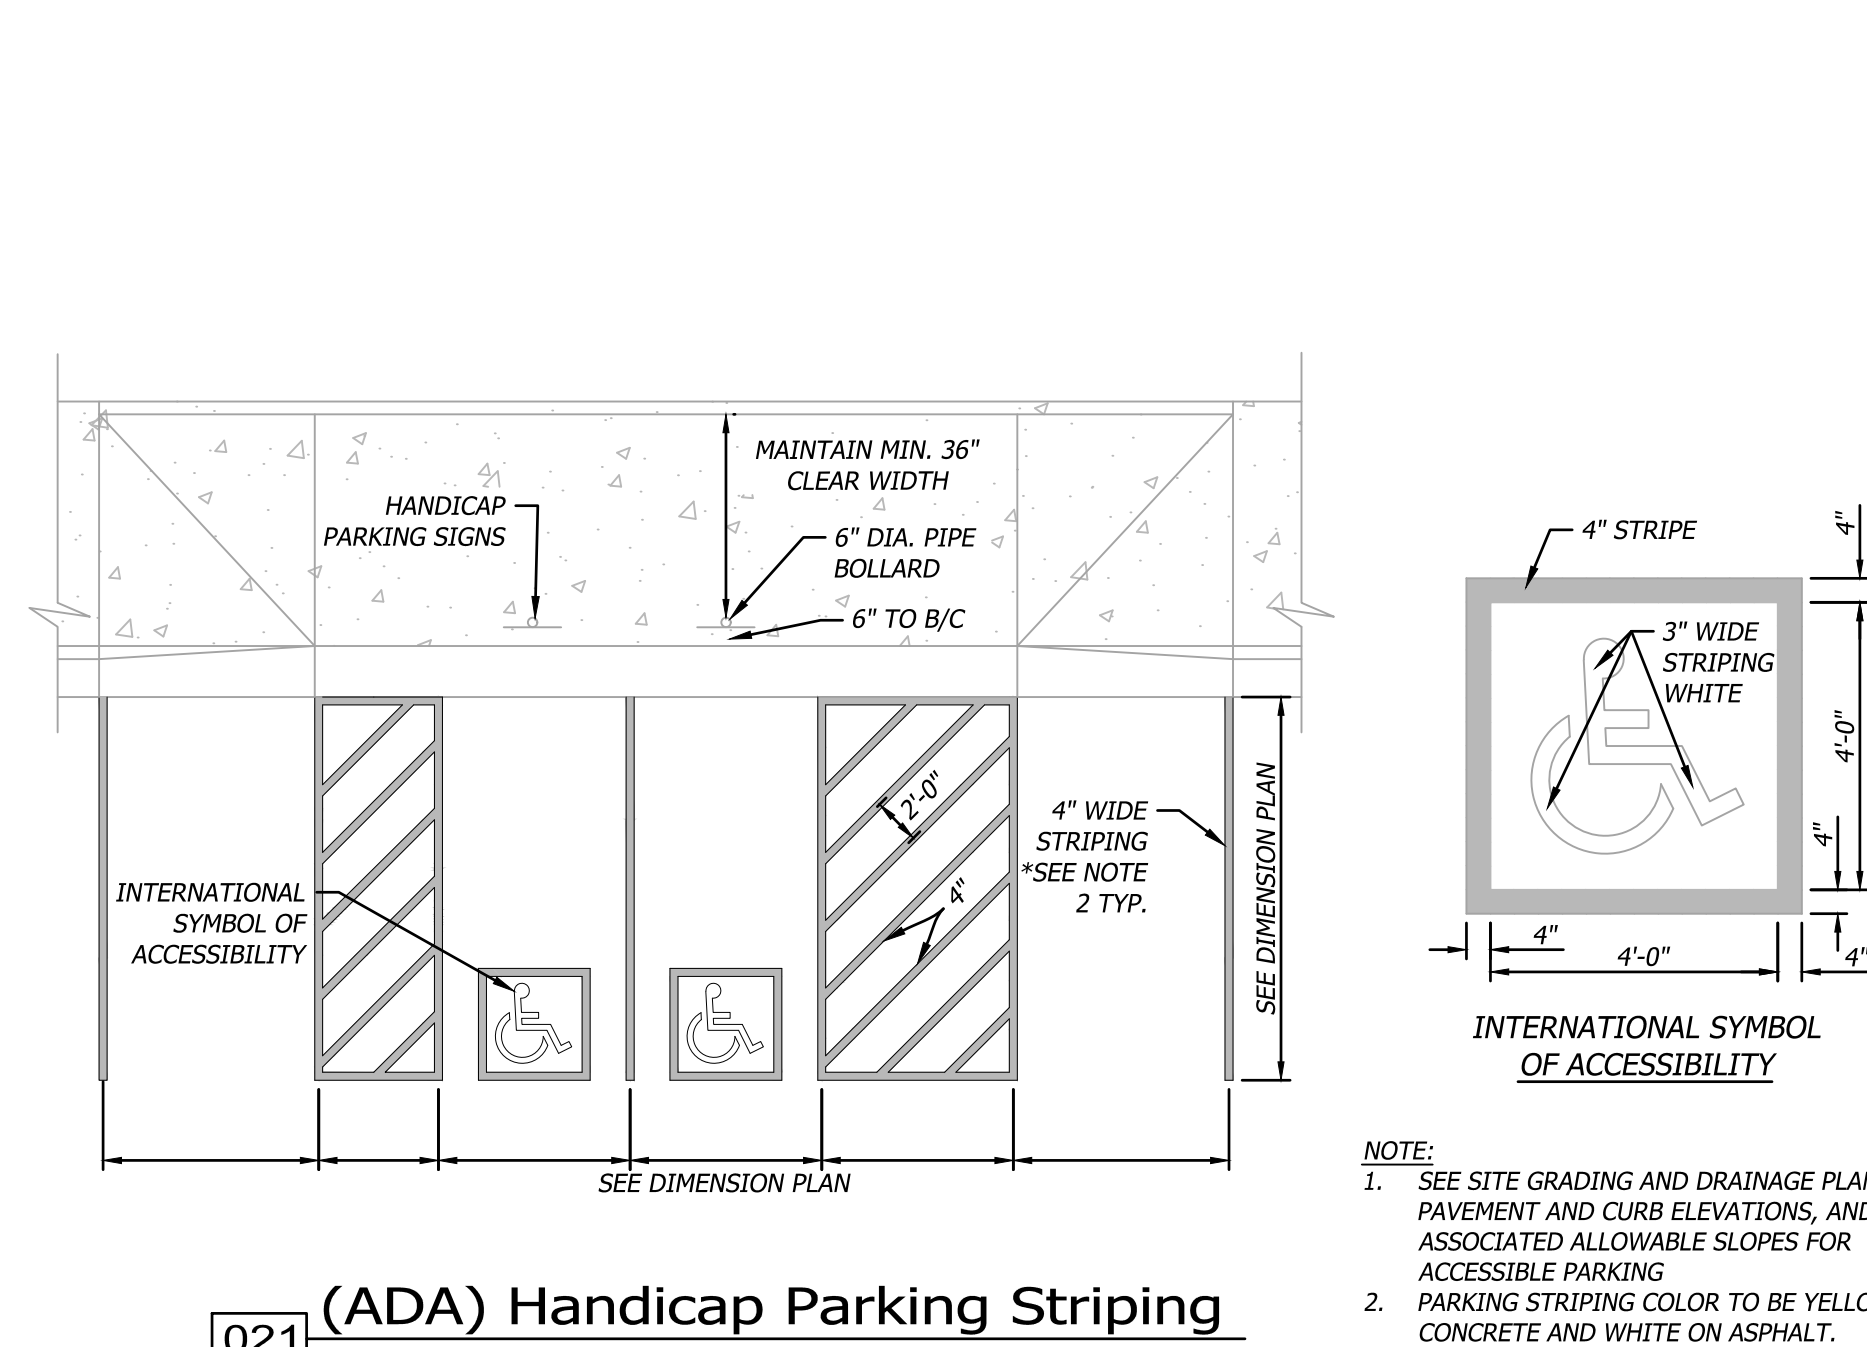 MAINTAIN MIN. 36"
CLEAR WIDTH
HANDICAP
PARKING SIGNS
6" DIA. PIPE
BOLLARD
6" TO B/C
2'-0"
4"
4" WIDE
STRIPING
*SEE NOTE
2 TYP.
SEE DIMENSION PLAN
INTERNATIONAL
SYMBOL OF
ACCESSIBILITY
SEE DIMENSION PLAN
4" STRIPE
4"
3" WIDE
STRIPING
WHITE
4'-0"
4"
4"
4'-0"
4"
INTERNATIONAL SYMBOL
OF ACCESSIBILITY
NOTE:
1. SEE SITE GRADING AND DRAINAGE
PAVEMENT AND CURB ELEVATIONS,
ASSOCIATED ALLOWABLE SLOPES FOR
ACCESSIBLE PARKING
2. PARKING STRIPING COLOR TO BE
CONCRETE AND WHITE ON ASPHALT.
021
(ADA) Handicap Parking Striping